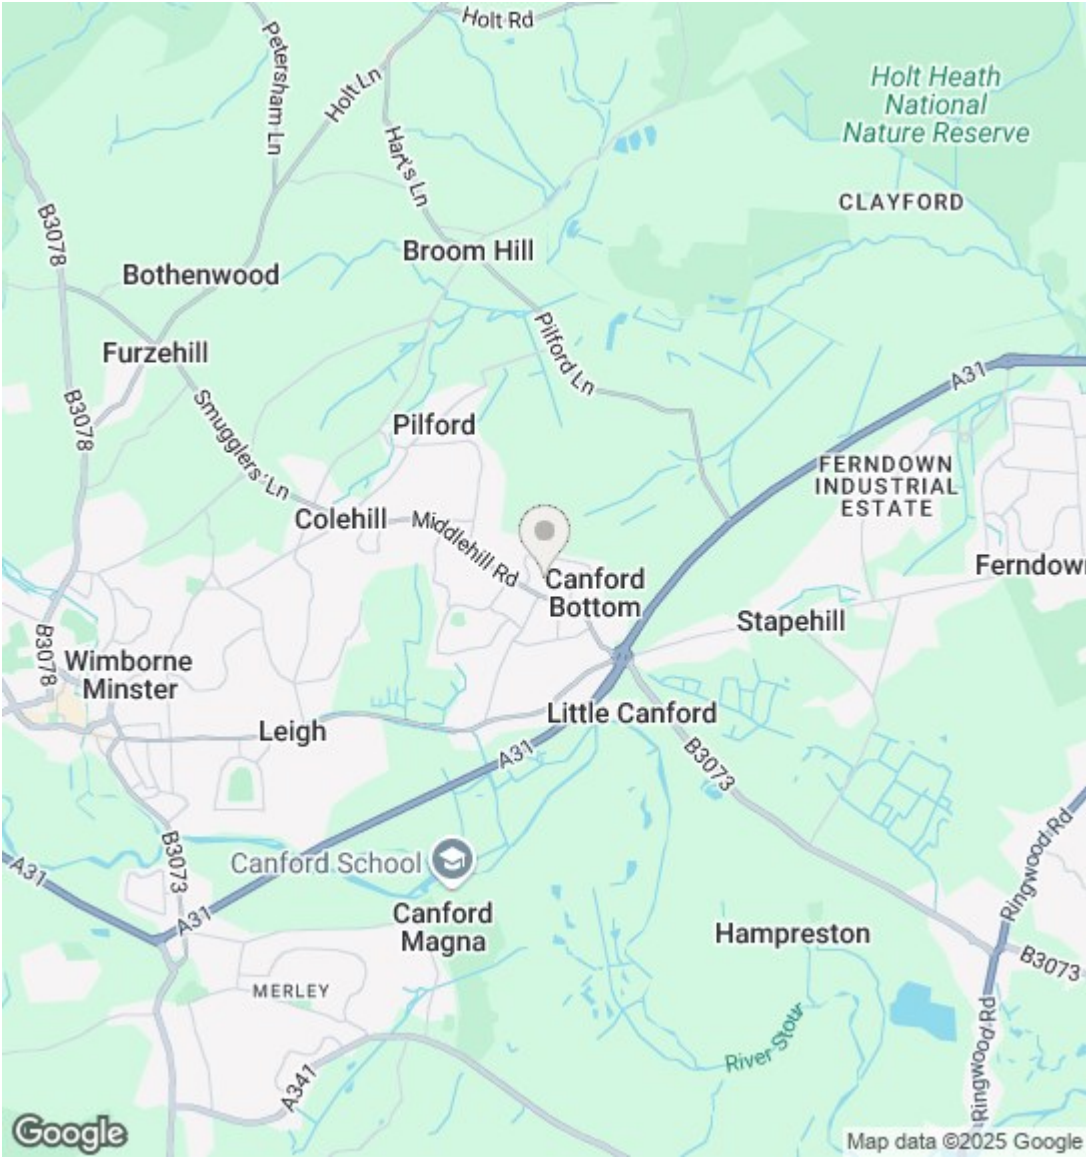 Holt Rd
Petersham Ln
Holt Ln
Holt Heath
National
Nature Reserve
Hart's Ln
CLAYFORD
B3078
Broom Hill
Bothenwood
Furzehill
Pilford Ln
A31
B3078
Smugglers' Ln
Pilford
FERNDOWN
INDUSTRIAL
ESTATE
Colehill
Middlehill Rd
Canford
Bottom
Ferndown
Stapehill
B3078
Wimborne
Minster
Leigh
Little Canford
A31
B3073
B3073
Canford School
A31
A31
Ringwood Rd
Canford
Magna
Hampreston
B3073
MERLEY
River Stour
Ringwood Rd
A341
Google
Map data ©2025 Google